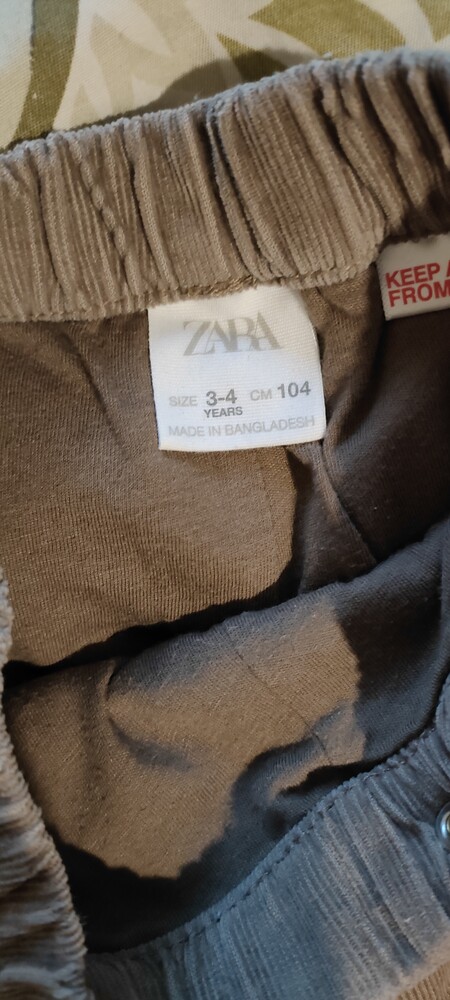 ZARA
SIZE 3-4 CM 104
YEARS
MADE IN BANGLADESH
KEEP
FROM